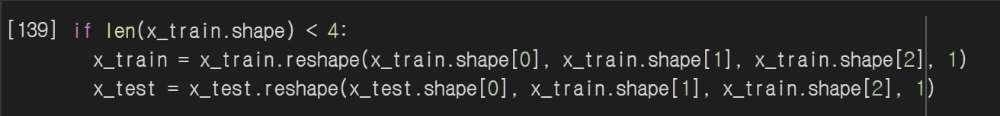 [139] if len(x_train.shape) < 4:
x_train = x_train.reshape(x_train.shape[0], x_train.shape[1], x_train.shape[2], 1)
x_test = x_test.reshape(x_test.shape[0], x_train.shape[1], x_train.shape[2], 1)